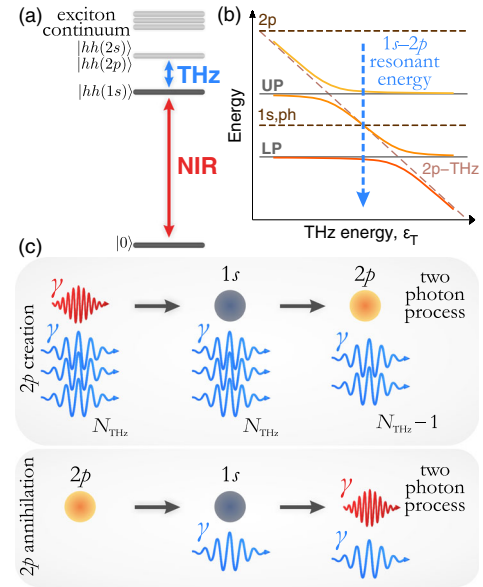 (a)
exciton
continuum
|hh(2s)⟩
|hh(2p)⟩
THz
|hh(1s)⟩
NIR
|0⟩
(b)
2p
1s–2p
resonant
energy
UP
1s,ph
LP
2p–THz
Energy
THz energy, ε_T
(c)
2p creation
γ
1s
2p
two
photon
process
γ
γ
γ
N_THz
N_THz
N_THz – 1
2p annihilation
2p
1s
two
photon
process
γ
γ
γ